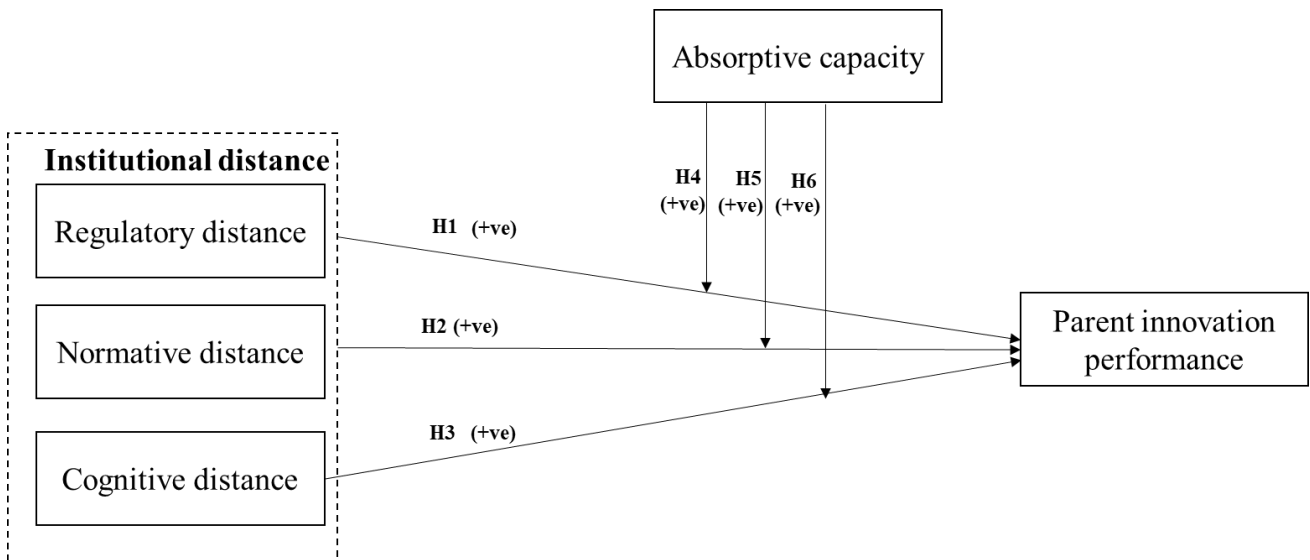 Absorptive capacity
Institutional distance
Regulatory distance
Normative distance
Cognitive distance
H1 (+ve)
H2 (+ve)
H3 (+ve)
H4
(+ve)
H5
(+ve)
H6
(+ve)
Parent innovation
performance